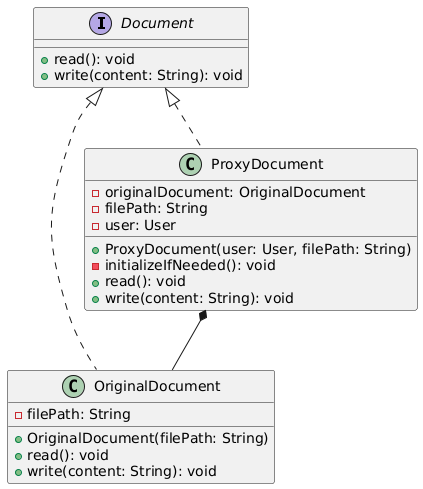 I Document
read(): void
write(content: String): void
C ProxyDocument
originalDocument: OriginalDocument
filePath: String
user: User
ProxyDocument(user: User, filePath: String)
initializeIfNeeded(): void
read(): void
write(content: String): void
C OriginalDocument
filePath: String
OriginalDocument(filePath: String)
read(): void
write(content: String): void